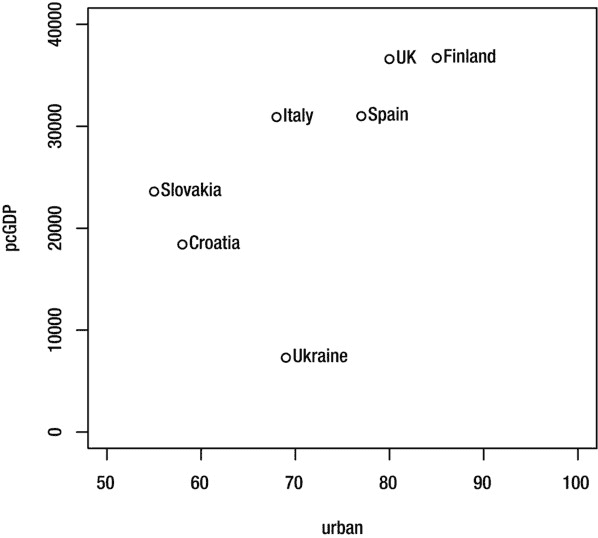 40000
30000
20000
10000
0
pcGDP
UK
Finland
Italy
Spain
Slovakia
Croatia
Ukraine
50 60 70 80 90 100
urban